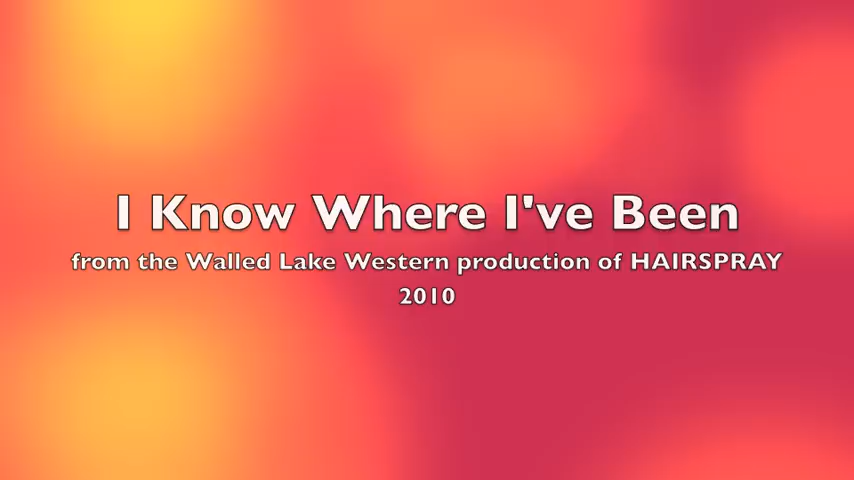 I Know Where I've Been
from the Walled Lake Western production of HAIRSPRAY
2010